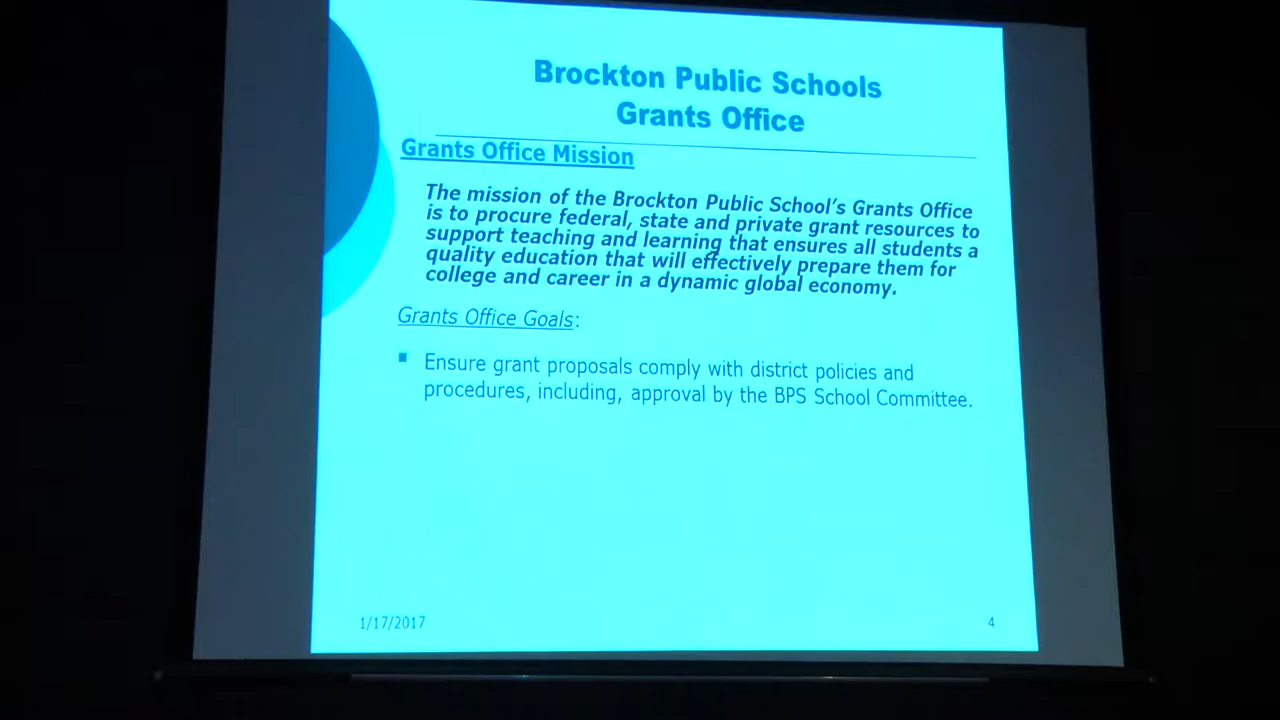 Brockton Public Schools
Grants Office
Grants Office Mission
The mission of the Brockton Public School's Grants Office
is to procure federal, state and private grant resources to
support teaching and learning that ensures all students a
quality education that will effectively prepare them for
college and career in a dynamic global economy.
Grants Office Goals:
▪ Ensure grant proposals comply with district policies and
procedures, including, approval by the BPS School Committee.
1/17/2017
4